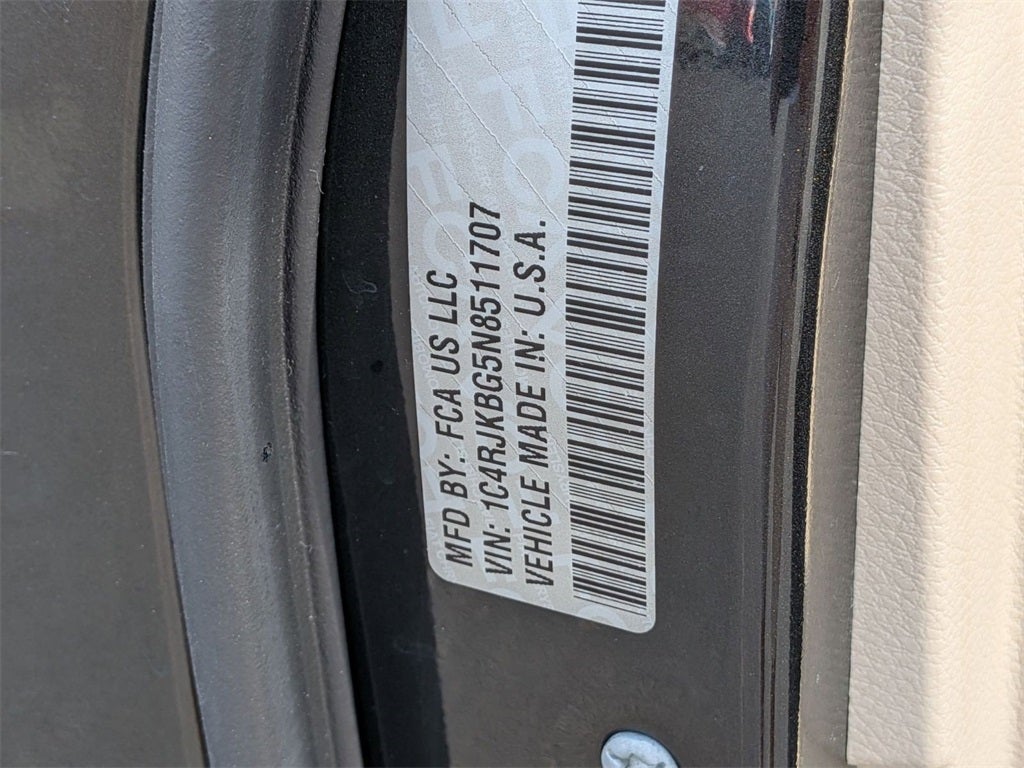 MFD BY: FCA US LLC
VIN: 1C4RJKBG5N8511707
VEHICLE MADE IN: U.S.A.